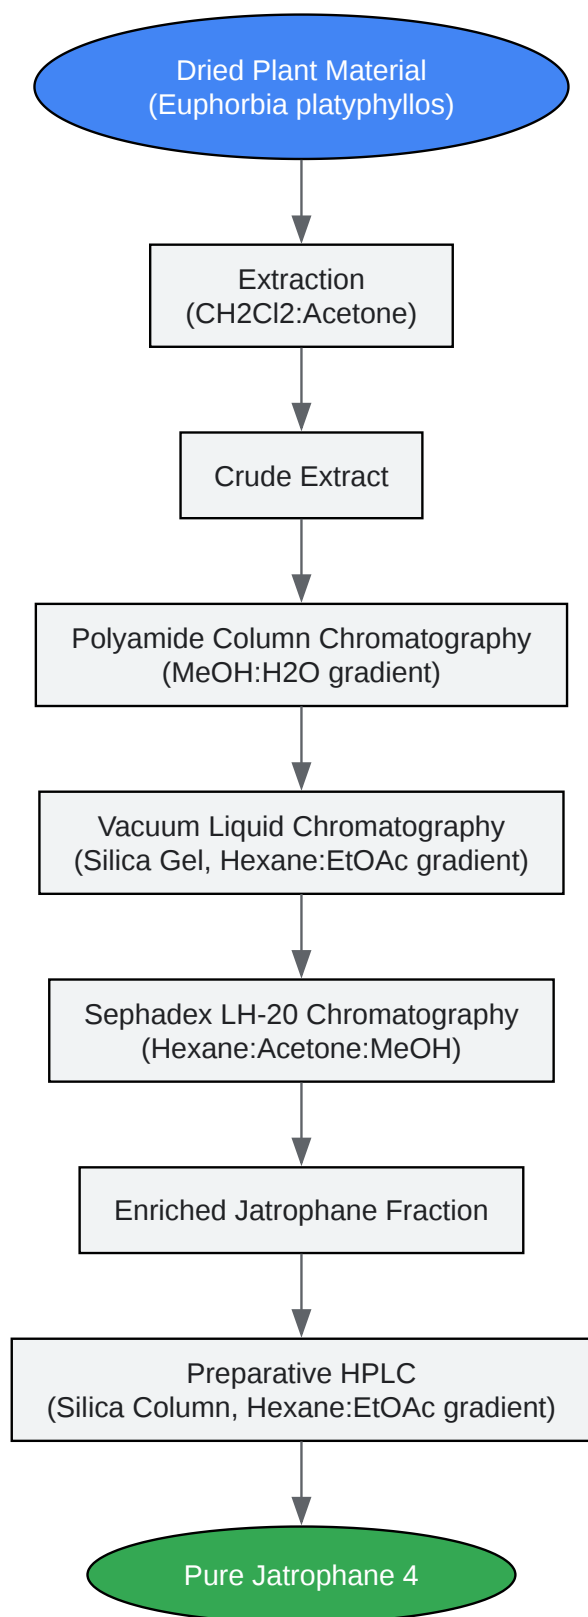 Dried Plant Material
(Euphorbia platyphyllos)
Extraction
(CH2Cl2:Acetone)
Crude Extract
Polyamide Column Chromatography
(MeOH:H2O gradient)
Vacuum Liquid Chromatography
(Silica Gel, Hexane:EtOAc gradient)
Sephadex LH-20 Chromatography
(Hexane:Acetone:MeOH)
Enriched Jatrophane Fraction
Preparative HPLC
(Silica Column, Hexane:EtOAc gradient)
Pure Jatrophane 4